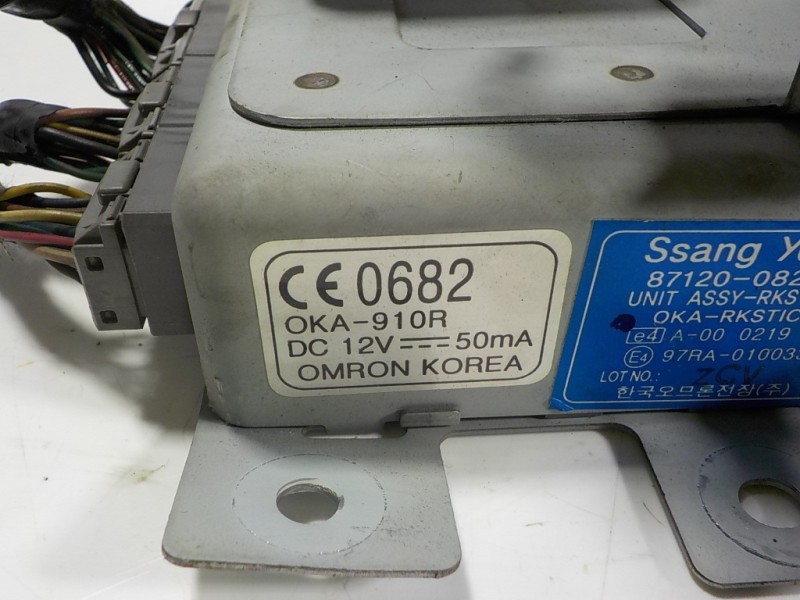 CE 0682
OKA-910R
DC 12V ⎓ 50mA
OMRON KOREA
Ssang
87120-082
UNIT ASSY-RKS
OKA-RKSTIC
e4 A-00 0219
E4 97RA-01003
LOT NO.:
한국오므론전장(주)